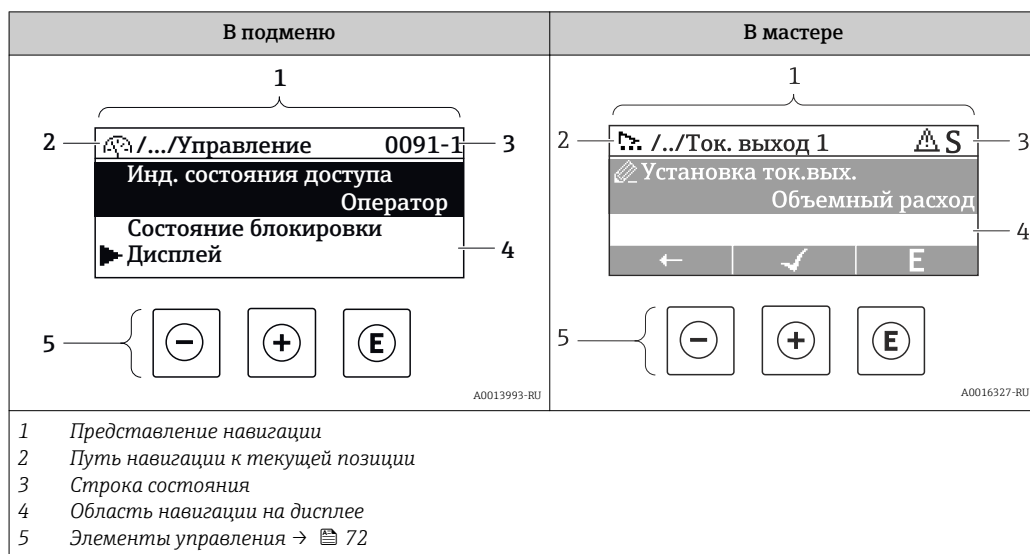 В подменю
В мастере
1
2
/.../Управление 0091-1
3
Инд. состояния доступа
Оператор
Состояние блокировки
Дисплей
4
5
E
A0013993-RU
1
2
/../Ток. выход 1 S
3
Установка ток.вых.
Объемный расход
4
E
5
E
A0016327-RU
1 Представление навигации
2 Путь навигации к текущей позиции
3 Строка состояния
4 Область навигации на дисплее
5 Элементы управления → 72